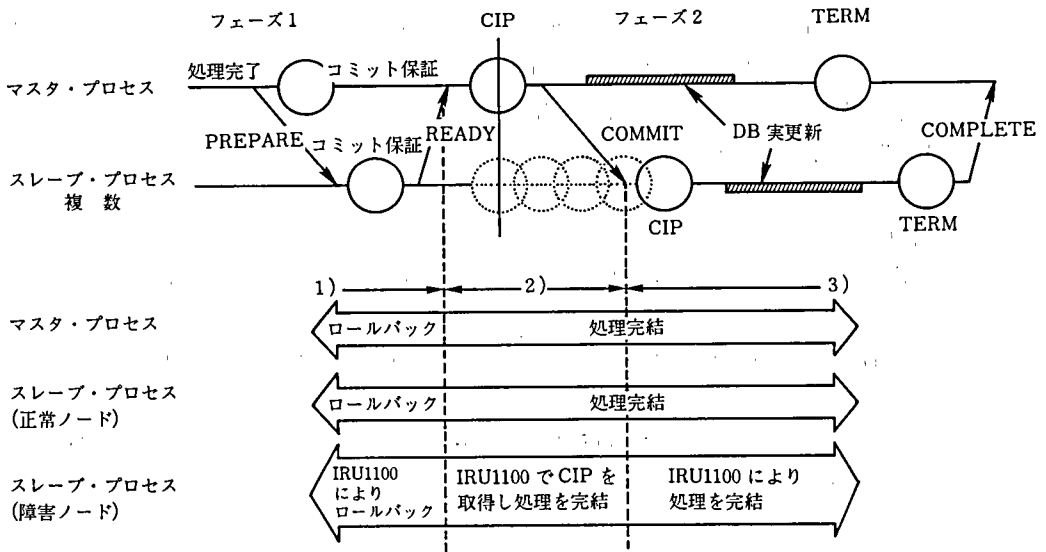 フェーズ1
CIP
フェーズ2
TERM
処理完了
コミット保証
マスタ・プロセス
PREPARE
コミット保証
READY
COMMIT
DB 実更新
COMPLETE
スレーブ・プロセス
複 数
CIP
TERM
1)
2)
3)
マスタ・プロセス
ロールバック
処理完結
スレーブ・プロセス
(正常ノード)
ロールバック
処理完結
スレーブ・プロセス
(障害ノード)
IRU1100
により
ロールバック
IRU1100 で CIP を
取得し処理を完結
IRU1100 により
処理を完結